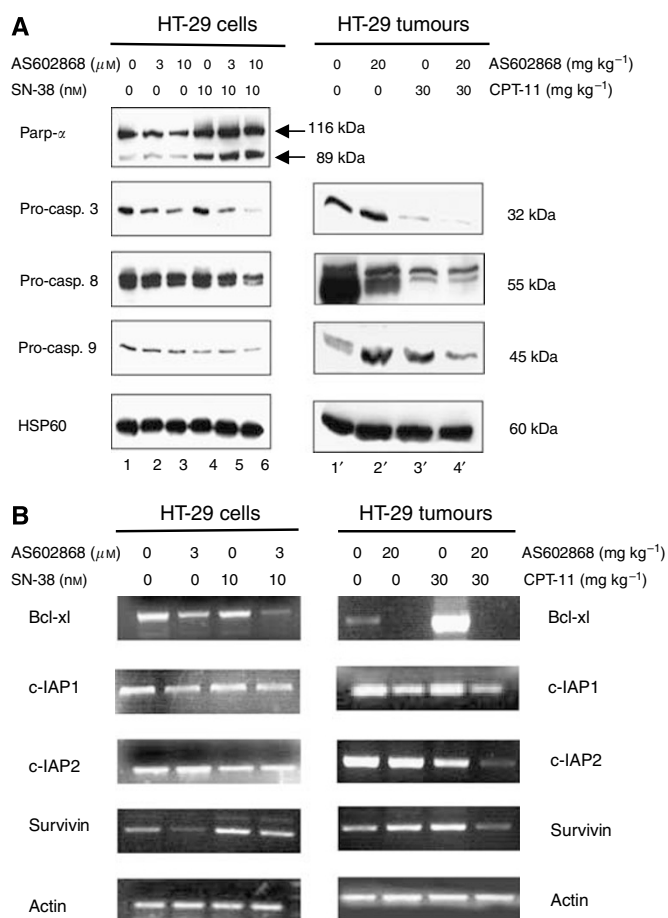 A
HT-29 cells HT-29 tumours
AS602868 (μM) 0 3 10 0 3 10 0 20 0 20 AS602868 (mg kg⁻¹)
SN-38 (nM) 0 0 0 10 10 10 0 0 30 30 CPT-11 (mg kg⁻¹)
Parp-α 116 kDa
89 kDa
Pro-casp. 3 32 kDa
Pro-casp. 8 55 kDa
Pro-casp. 9 45 kDa
HSP60 60 kDa
1 2 3 4 5 6 1′ 2′ 3′ 4′
B
HT-29 cells HT-29 tumours
AS602868 (μM) 0 3 0 3 0 20 0 20 AS602868 (mg kg⁻¹)
SN-38 (nM) 0 0 10 10 0 0 30 30 CPT-11 (mg kg⁻¹)
Bcl-xl Bcl-xl
c-IAP1 c-IAP1
c-IAP2 c-IAP2
Survivin Survivin
Actin Actin